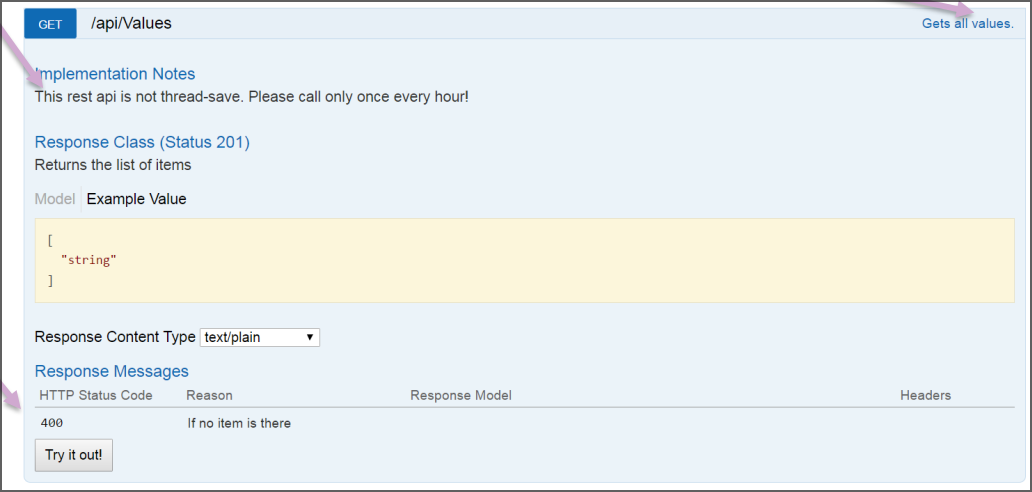 GET /api/Values Gets all values.
Implementation Notes
This rest api is not thread-save. Please call only once every hour!
Response Class (Status 201)
Returns the list of items
Model Example Value
[
"string"
]
Response Content Type text/plain
Response Messages
HTTP Status Code Reason Response Model Headers
400 If no item is there
Try it out!